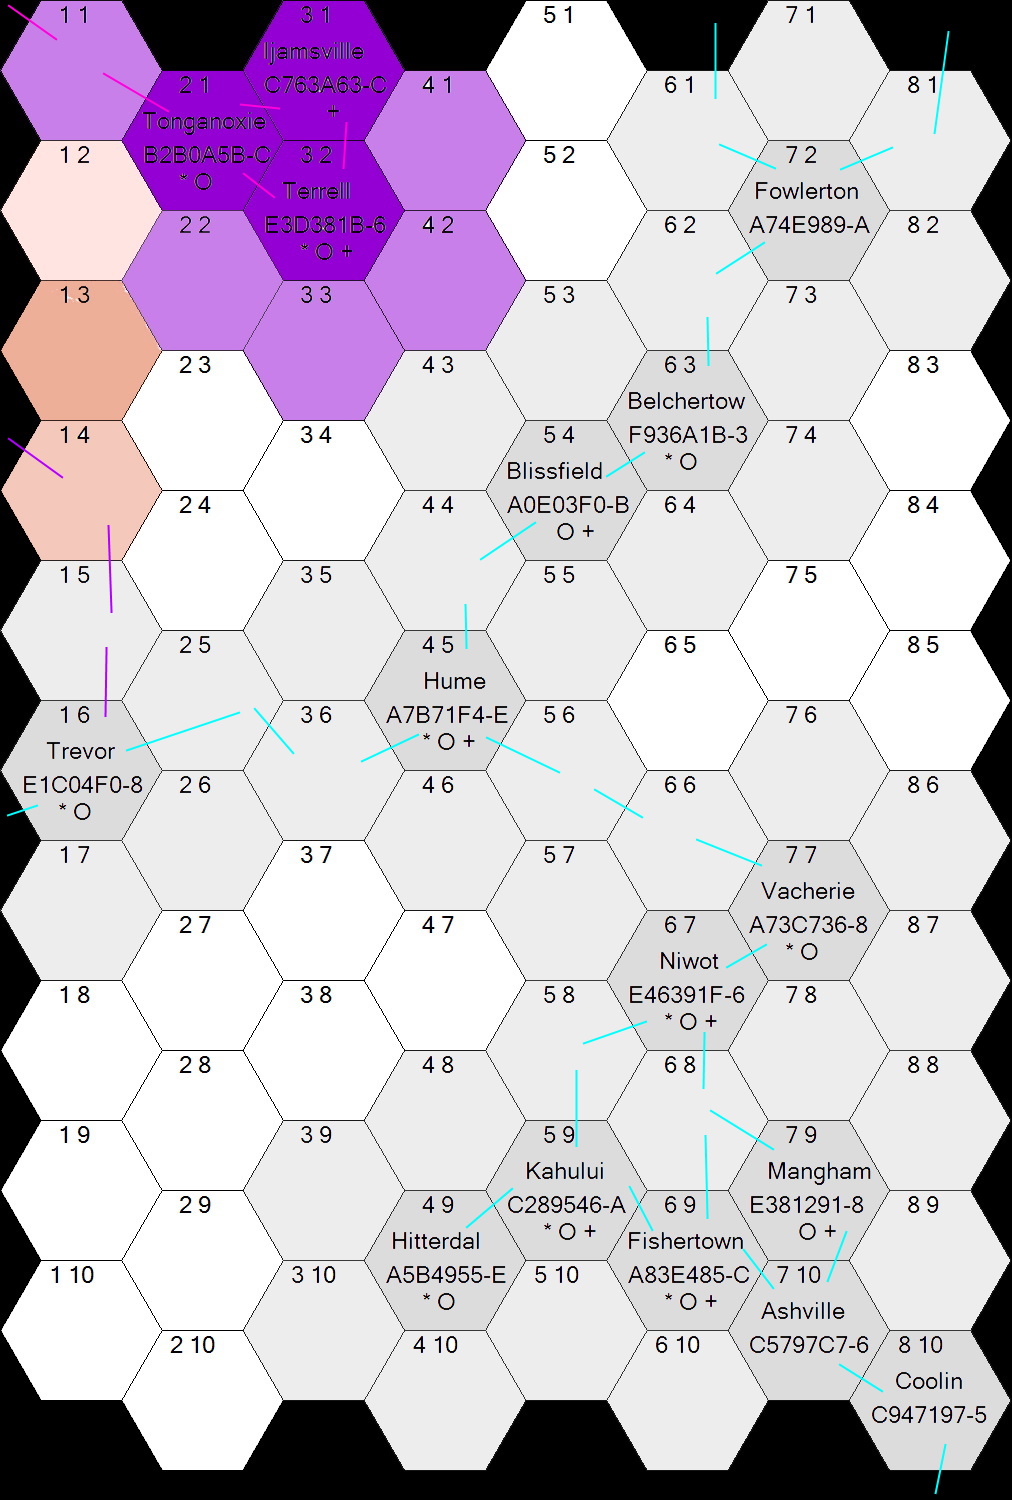 1 1
3 1
Ijamsville
C763A63-C
+
5 1
7 1
2 1
Tonganoxie
B2B0A5B-C
* O
4 1
6 1
8 1
1 2
3 2
Terrell
E3D381B-6
* O +
5 2
7 2
Fowlerton
A74E989-A
2 2
4 2
6 2
8 2
1 3
3 3
5 3
7 3
2 3
4 3
6 3
Belchertow
F936A1B-3
* O
8 3
1 4
3 4
5 4
Blissfield
A0E03F0-B
O +
7 4
2 4
4 4
6 4
8 4
1 5
3 5
5 5
7 5
2 5
4 5
Hume
A7B71F4-E
* O +
6 5
8 5
1 6
Trevor
E1C04F0-8
* O
3 6
5 6
7 6
2 6
4 6
6 6
8 6
1 7
3 7
5 7
7 7
Vacherie
A73C736-8
* O
2 7
4 7
6 7
Niwot
E46391F-6
* O +
8 7
1 8
3 8
5 8
7 8
2 8
4 8
6 8
8 8
1 9
3 9
5 9
Kahului
C289546-A
* O +
7 9
Mangham
E381291-8
O +
2 9
4 9
Hitterdal
A5B4955-E
* O
6 9
Fishertown
A83E485-C
* O +
8 9
1 10
3 10
5 10
7 10
Ashville
C5797C7-6
2 10
4 10
6 10
8 10
Coolin
C947197-5